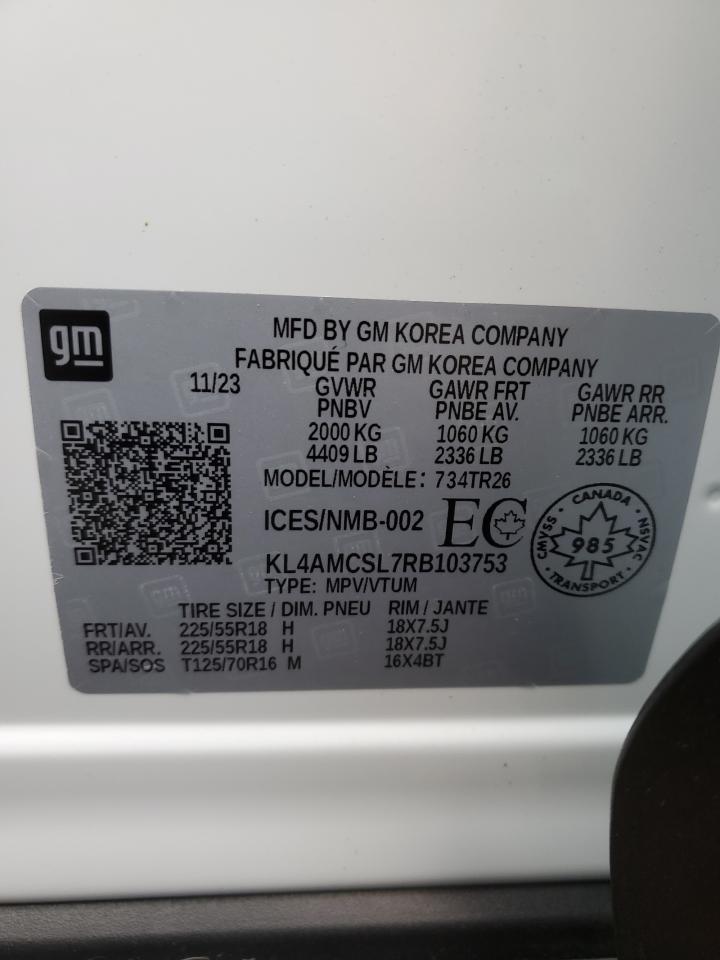 gm
MFD BY GM KOREA COMPANY
FABRIQUÉ PAR GM KOREA COMPANY
11/23 GVWR GAWR FRT GAWR RR
PNBV PNBE AV. PNBE ARR.
2000 KG 1060 KG 1060 KG
4409 LB 2336 LB 2336 LB
MODEL/MODÈLE: 734TR26
ICES/NMB-002 EC
CANADA
CMVSS 985 NSVAC
TRANSPORT
KL4AMCSL7RB103753
TYPE: MPV/VTUM
TIRE SIZE / DIM. PNEU RIM / JANTE
FRT/AV. 225/55R18 H 18X7.5J
RR/ARR. 225/55R18 H 18X7.5J
SPA/SOS T125/70R16 M 16X4BT